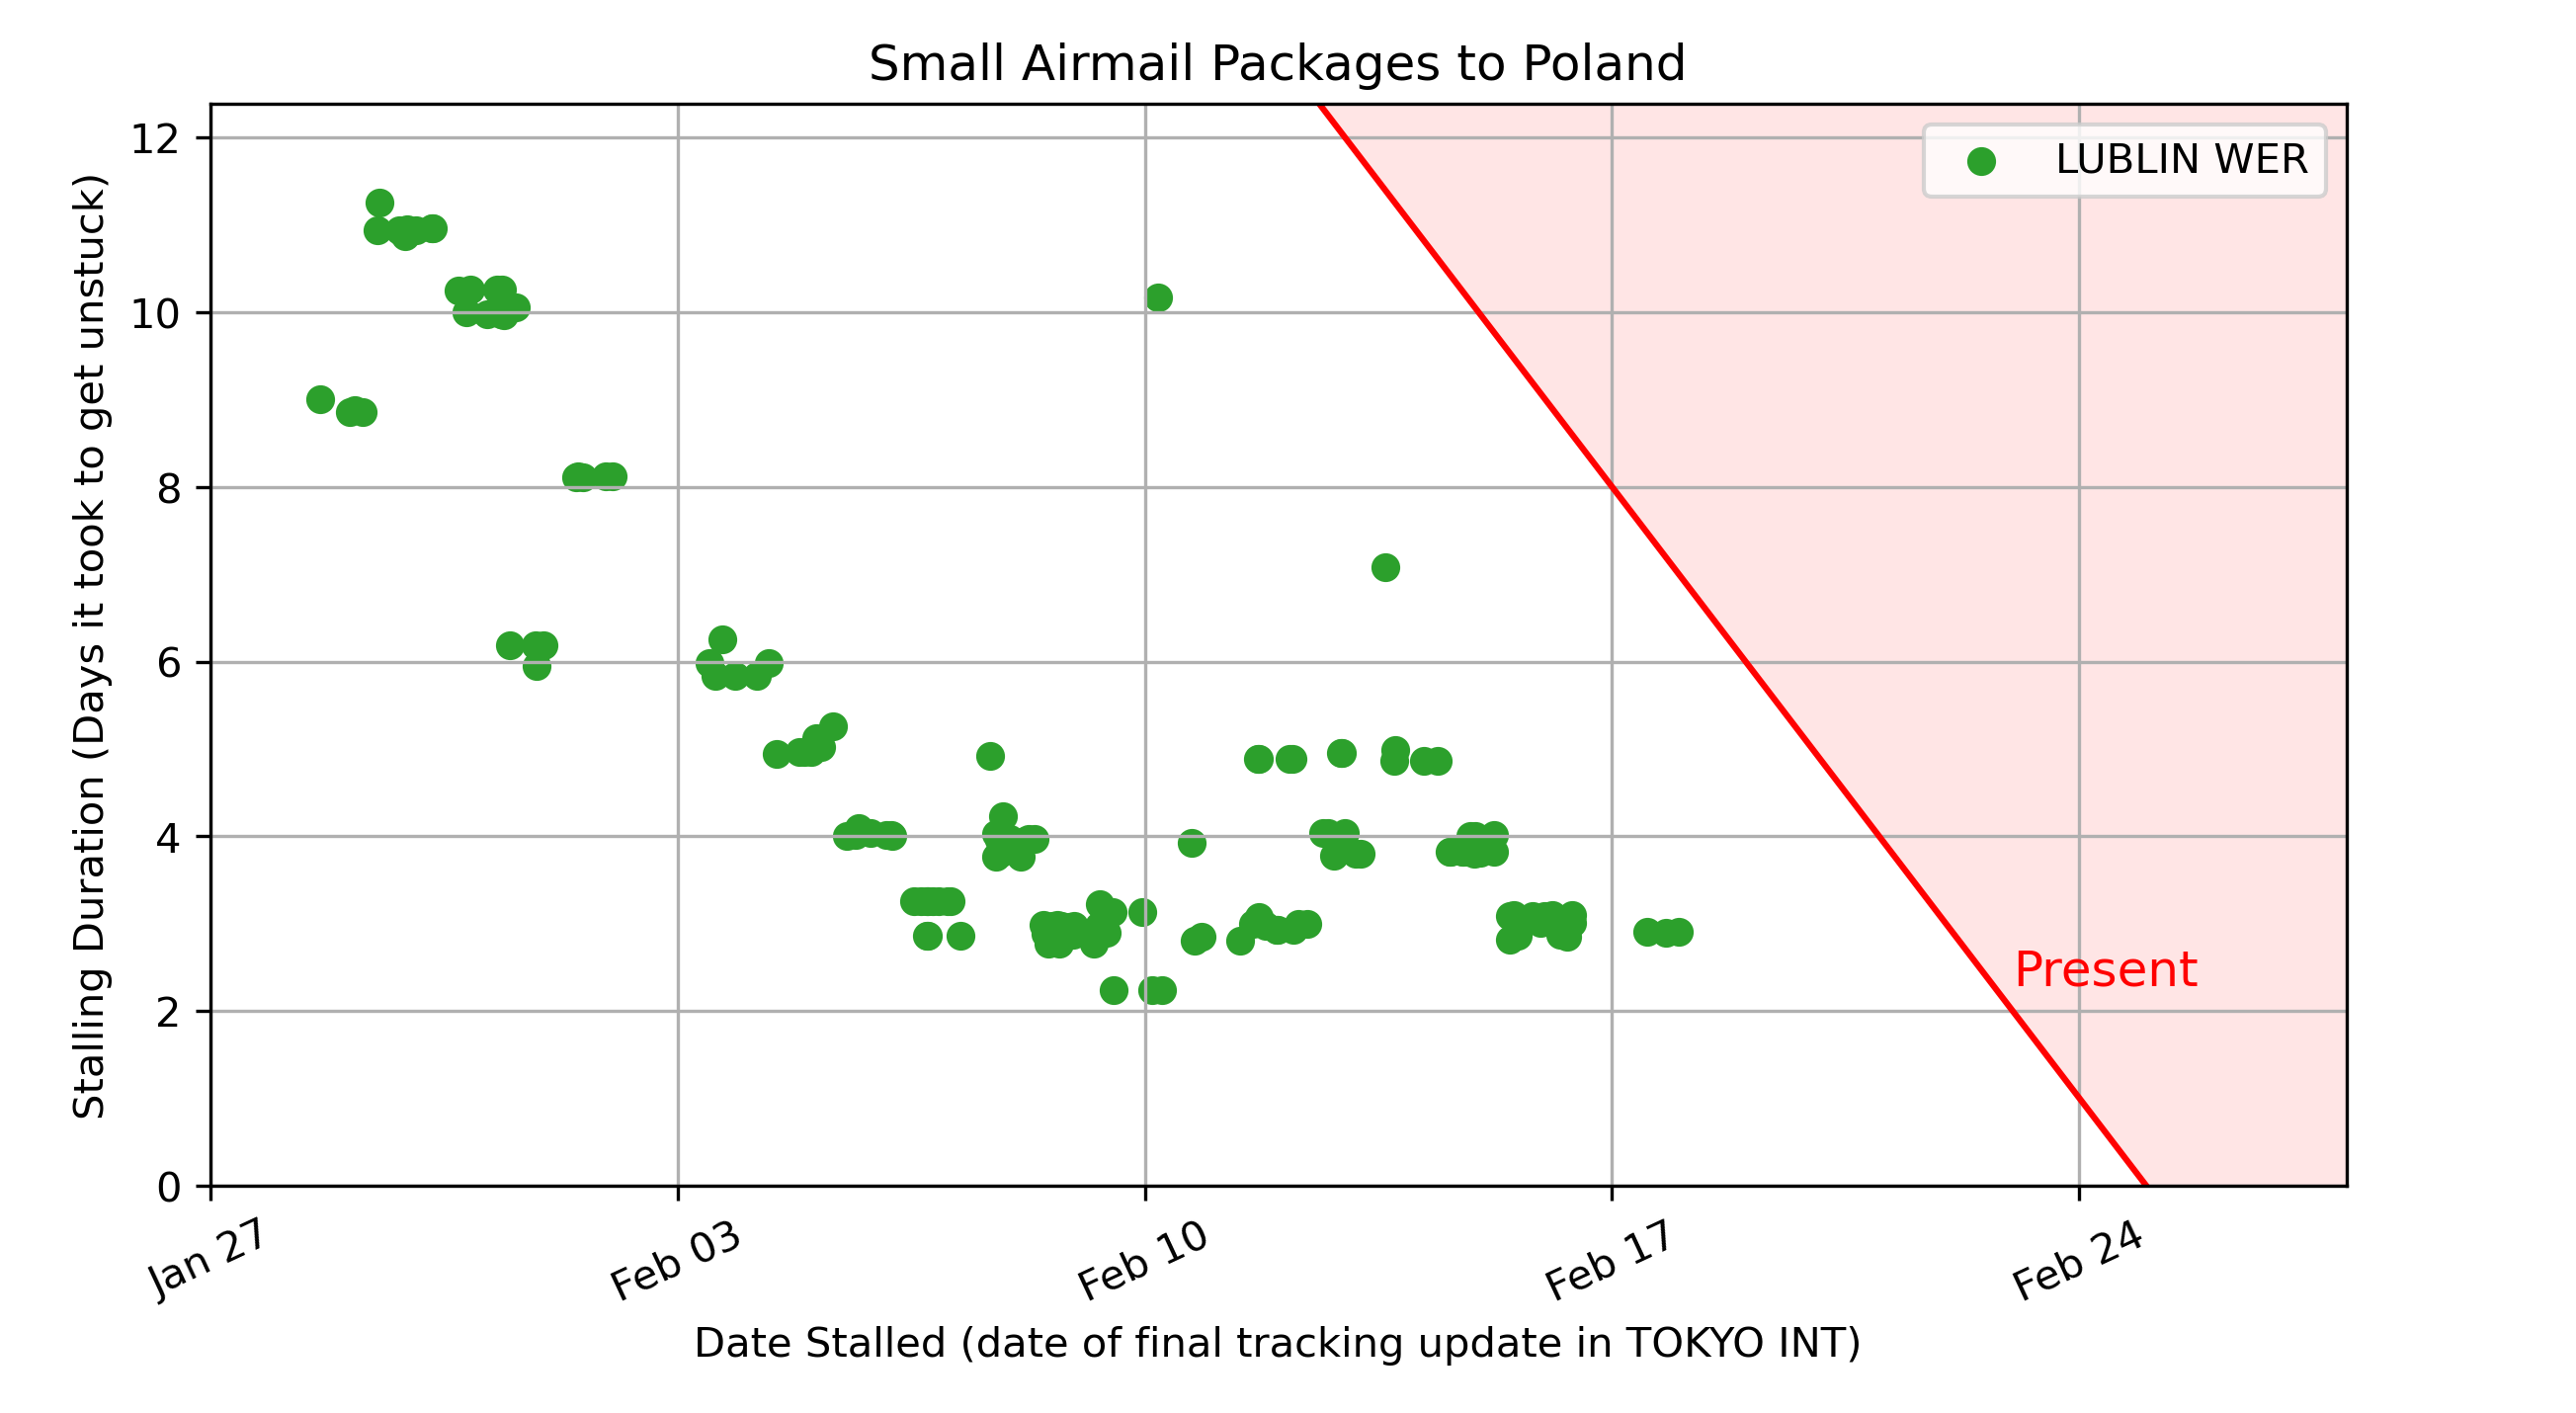 Small Airmail Packages to Poland
LUBLIN WER
Stalling Duration (Days it took to get unstuck)
12
10
8
6
4
2
0
Present
Jan 27
Feb 03
Feb 10
Feb 17
Feb 24
Date Stalled (date of final tracking update in TOKYO INT)